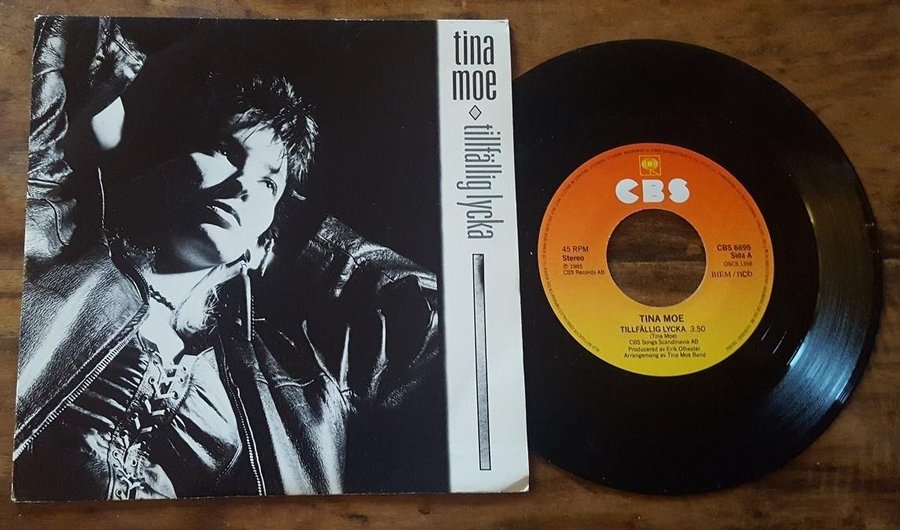 tina
moe
tillfällig lycka
CBS
45 RPM
Stereo
℗ 1985
CBS Records AB
CBS 6695
Sida A
BIEM/ncb
TINA MOE
TILLFÄLLIG LYCKA 3.50
(Tina Moe)
CBS Songs Scandinavia AB
Producerad av Erik Olhester
Arrangemang av Tina Moe Band